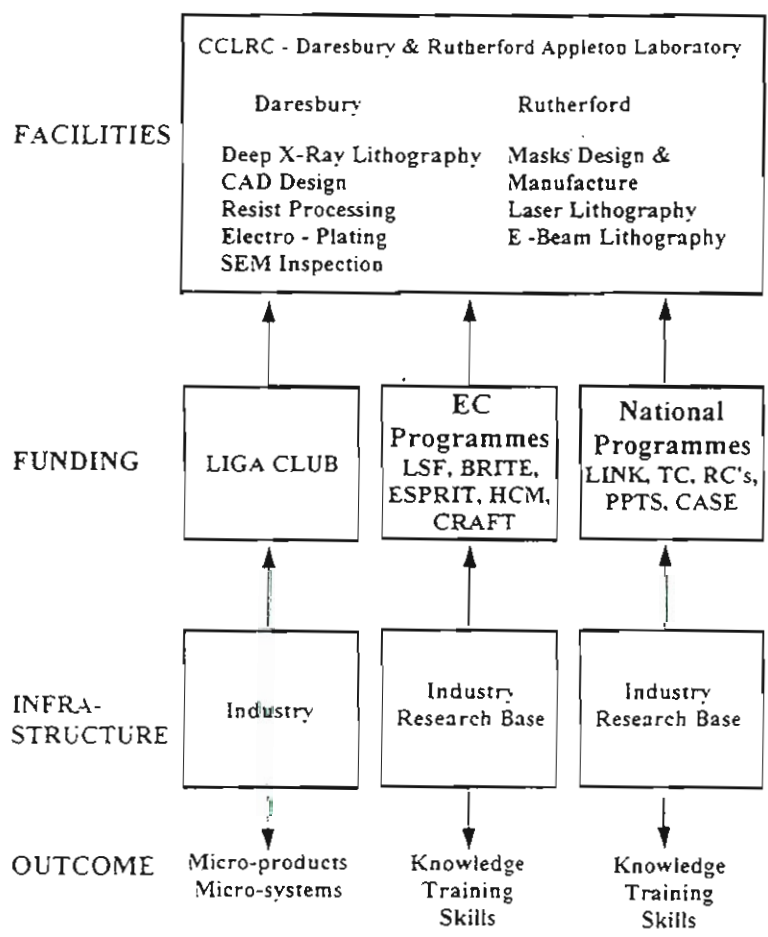 CCLRC - Daresbury & Rutherford Appleton Laboratory
FACILITIES
Daresbury
Deep X-Ray Lithography
CAD Design
Resist Processing
Electro - Plating
SEM Inspection
Rutherford
Masks Design &
Manufacture
Laser Lithography
E -Beam Lithography
FUNDING
LIGA CLUB
EC
Programmes
LSF, BRITE,
ESPRIT, HCM,
CRAFT
National
Programmes
LINK, TC, RC's,
PPTS, CASE
INFRA-
STRUCTURE
Industry
Industry
Research Base
Industry
Research Base
OUTCOME
Micro-products
Micro-systems
Knowledge
Training
Skills
Knowledge
Training
Skills